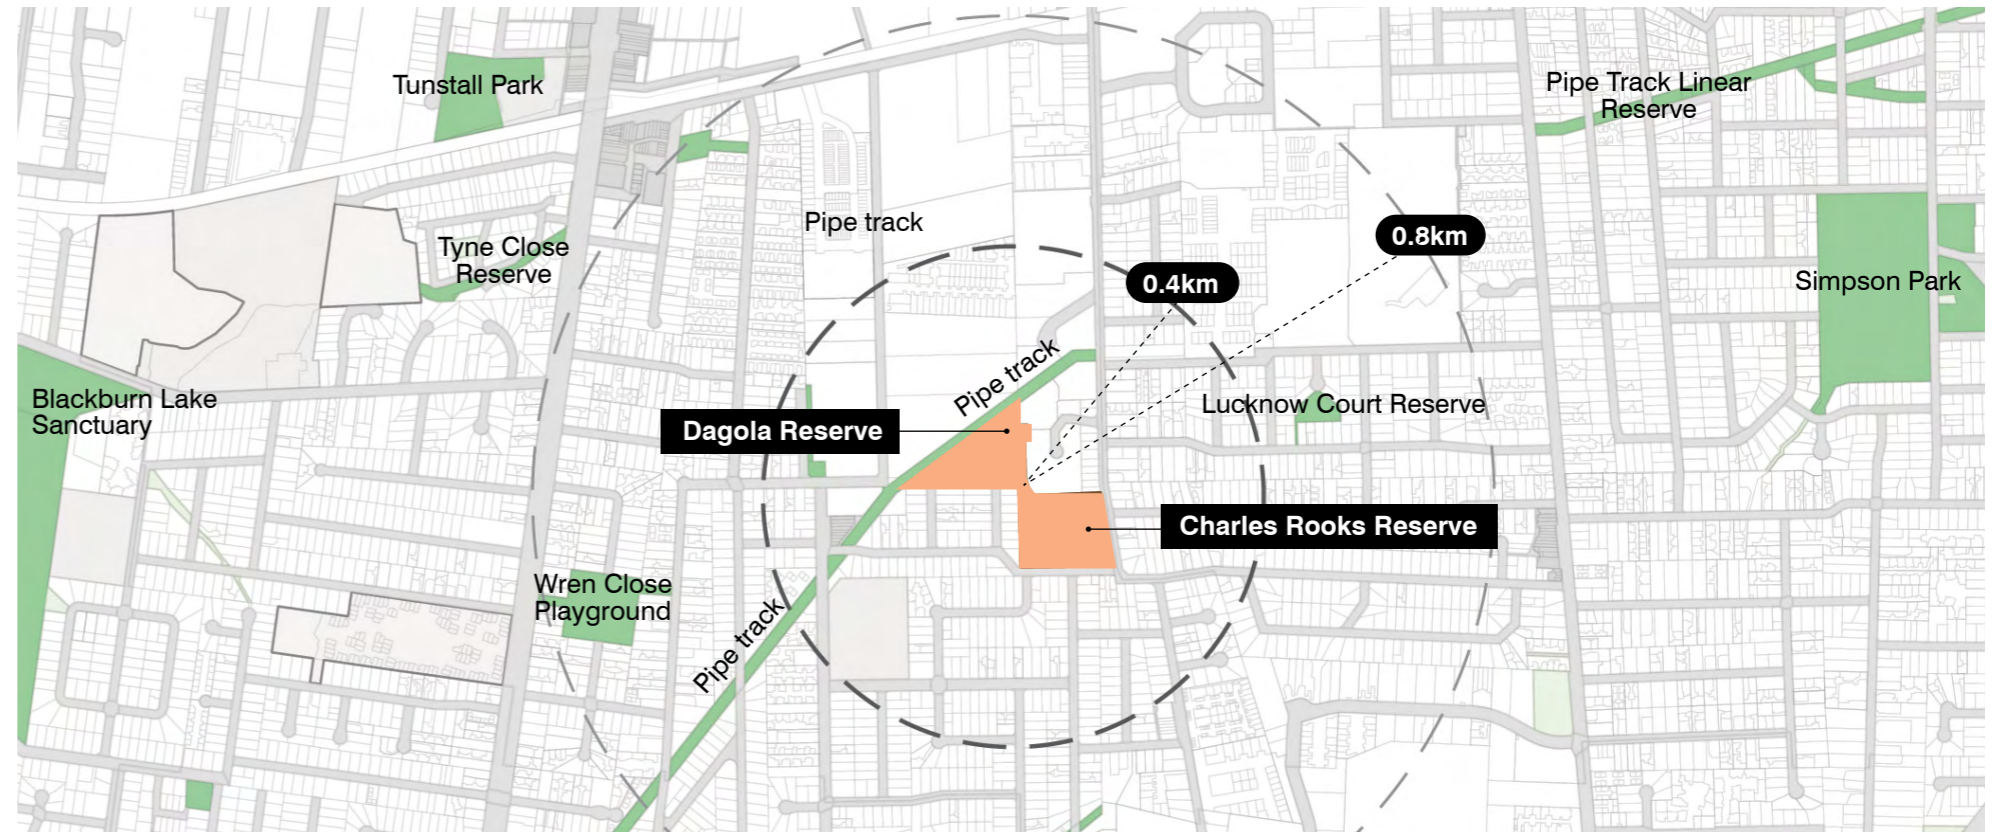 Tunstall Park
Pipe Track Linear
Reserve
Pipe track
0.8km
Tyne Close
Reserve
0.4km
Simpson Park
Pipe track
Blackburn Lake
Sanctuary
Lucknow Court Reserve
Dagola Reserve
Charles Rooks Reserve
Wren Close
Playground
Pipe track